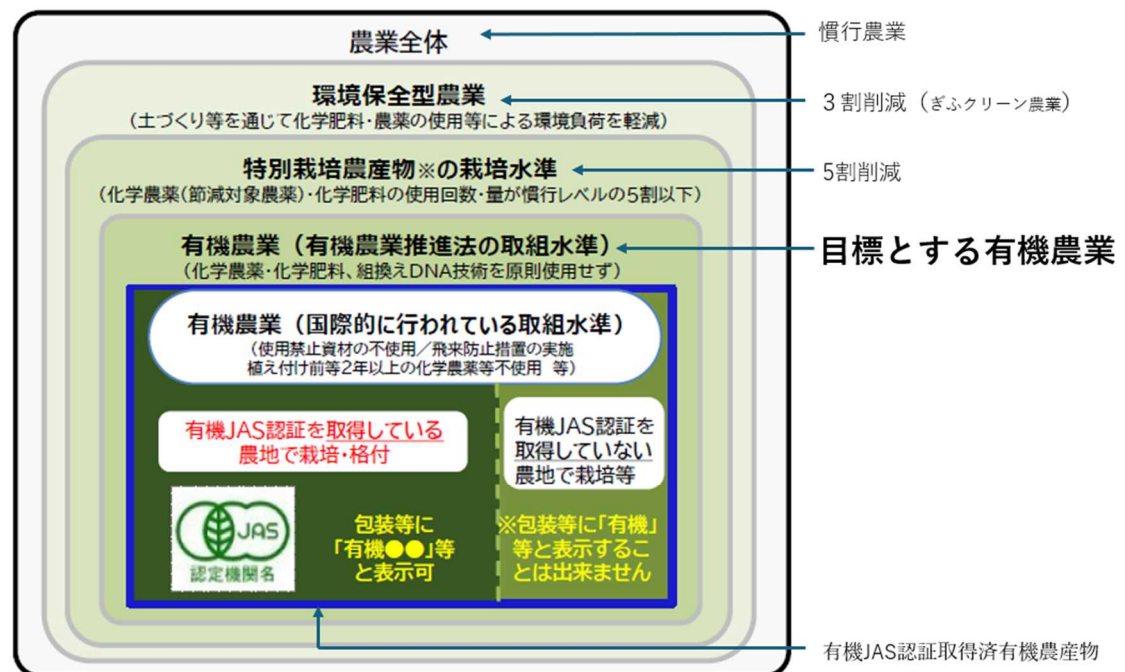 農業全体
慣行農業
環境保全型農業
(土づくり等を通じて化学肥料・農薬の使用等による環境負荷を軽減)
3割削減(ぎふクリーン農業)
特別栽培農産物※の栽培水準
(化学農薬(節減対象農薬)・化学肥料の使用回数・量が慣行レベルの5割以下)
5割削減
有機農業(有機農業推進法の取組水準)
(化学農薬・化学肥料、組換えDNA技術を原則使用せず)
目標とする有機農業
有機農業(国際的に行われている取組水準)
(使用禁止資材の不使用/飛来防止措置の実施
植え付け前等2年以上の化学農薬等不使用 等)
有機JAS認証を取得している
農地で栽培・格付
有機JAS認証を
取得していない
農地で栽培等
JAS
認定機関名
包装等に
「有機●●」等
と表示可
※包装等に「有機」
等と表示するこ
とは出来ません
有機JAS認証取得済有機農産物